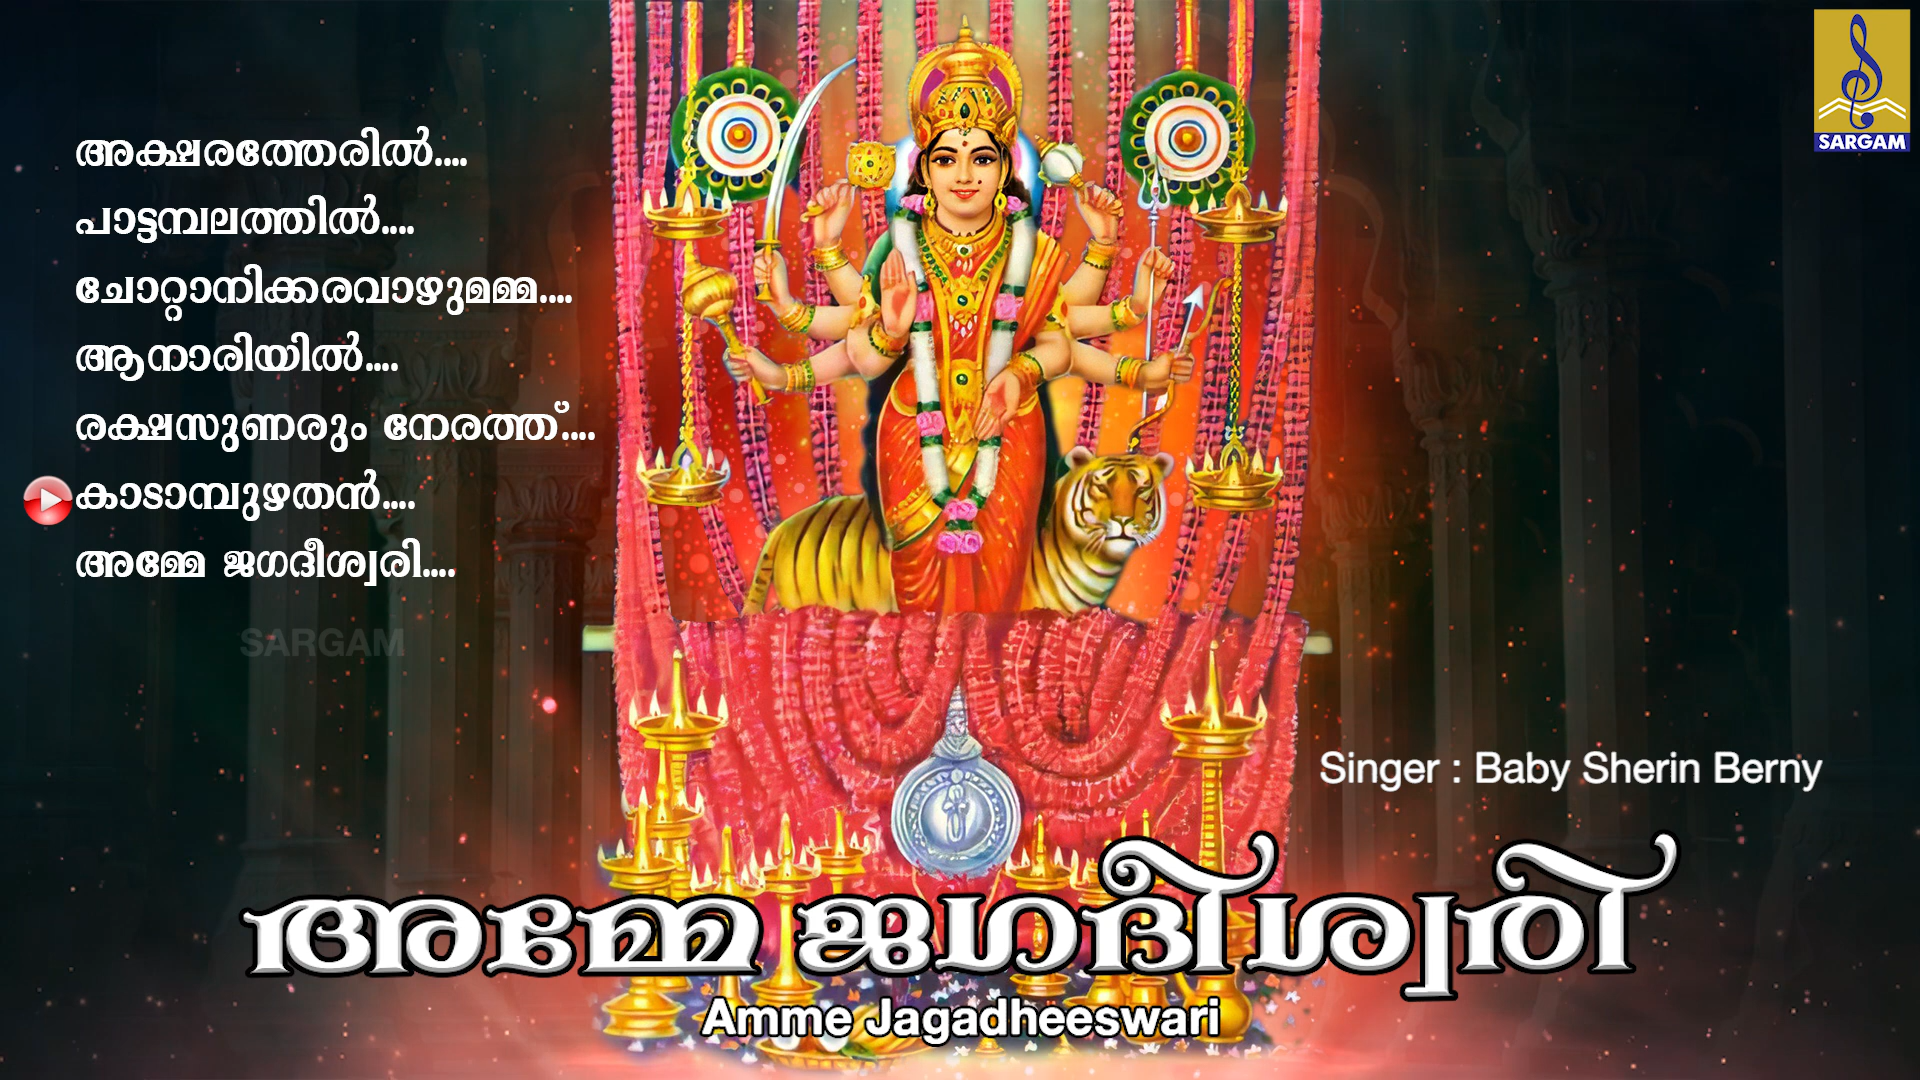 SARGAM
അക്ഷരത്തേരിൽ....
പാട്ടമ്പലത്തിൽ....
ചോറ്റാനിക്കരവാഴുമമ്മ....
ആനാരിയിൽ....
രക്ഷസുണരും നേരത്ത്....
കാടാമ്പുഴതൻ....
അമ്മേ ജഗദീശ്വരി....
SARGAM
Singer : Baby Sherin Berny
അമ്മേ ജഗദീശ്വരി
Amme Jagadheeswari